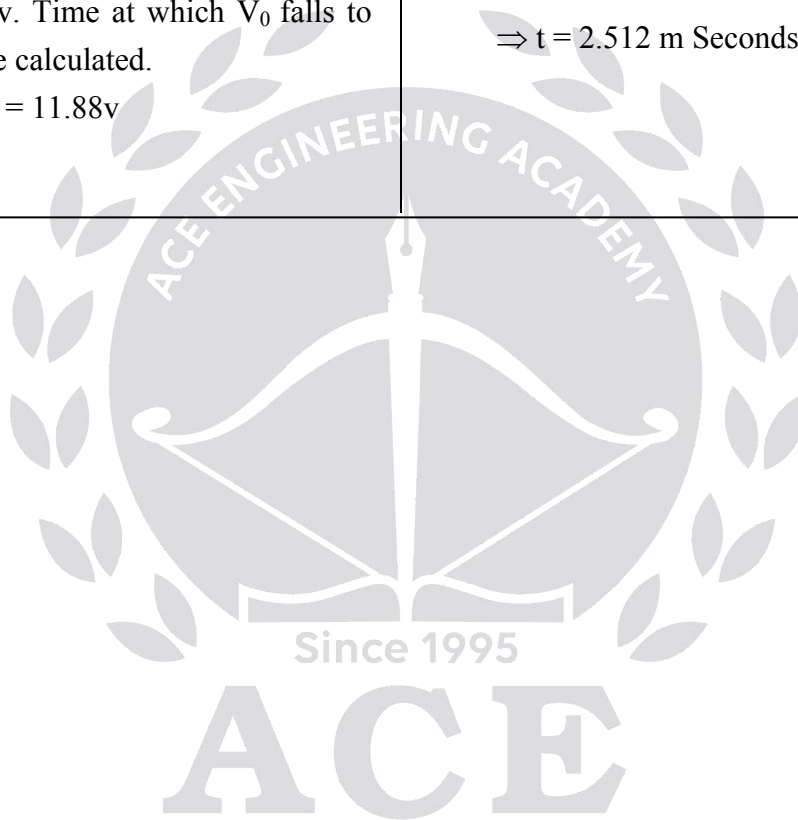 v. Time at which V₀ falls to
e calculated.
= 11.88v
⇒ t = 2.512 m Seconds
ACE ENGINEERING ACADEMY
Since 1995
ACE